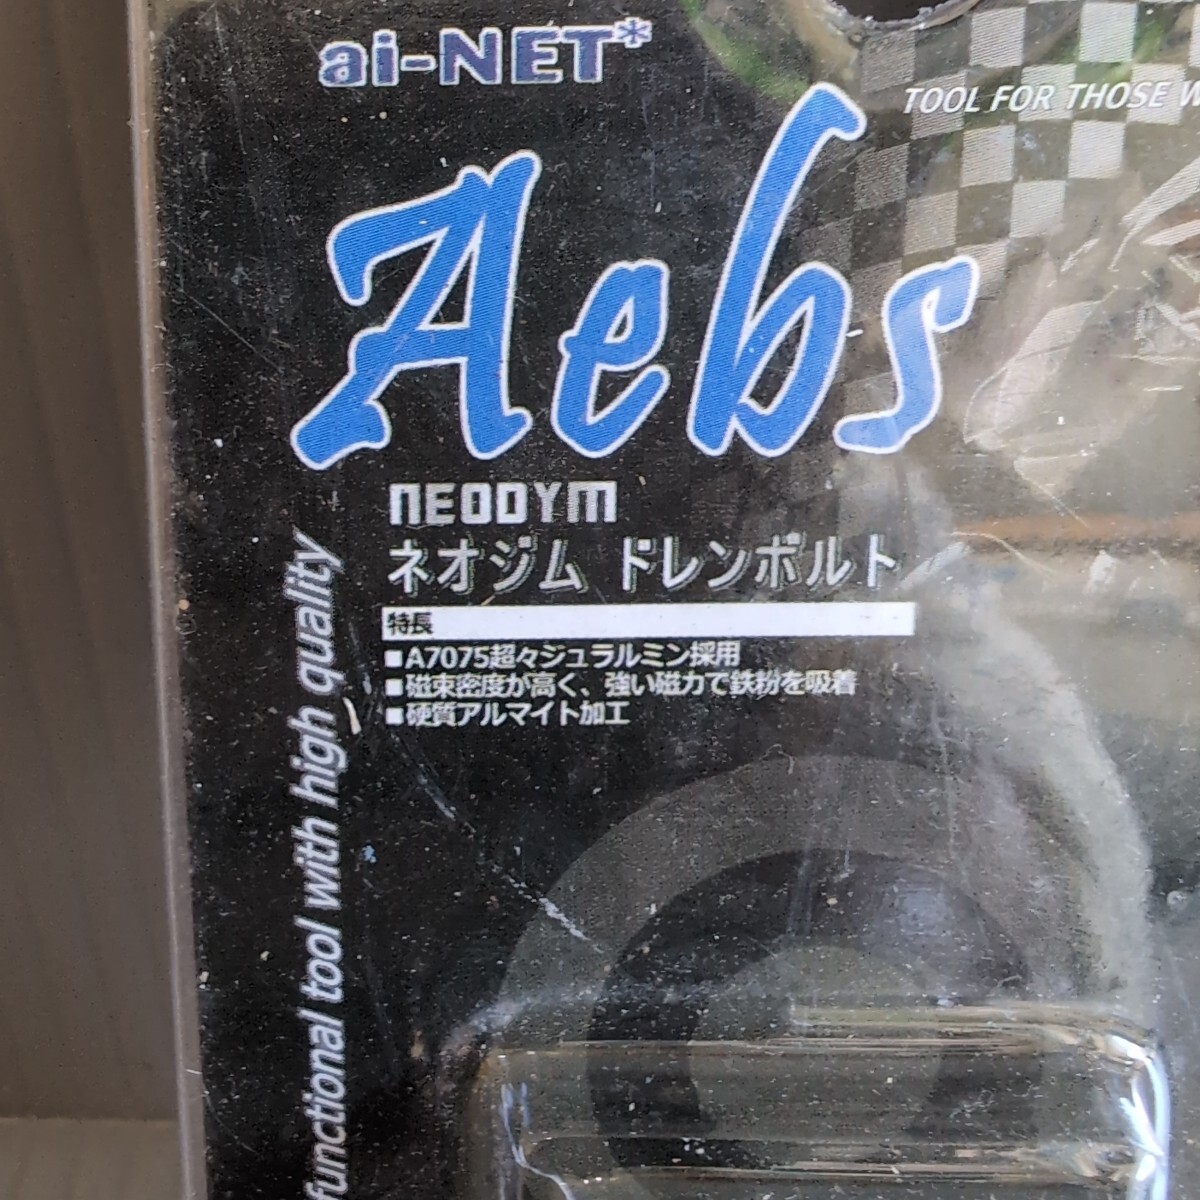 ai-NET*
TOOL FOR THOSE W
Aebs
NEODYM
ネオジム ドレンボルト
特長
■A7075超々ジュラルミン採用
■磁束密度が高く、強い磁力で鉄粉を吸着
■硬質アルマイト加工
functional tool with high quality